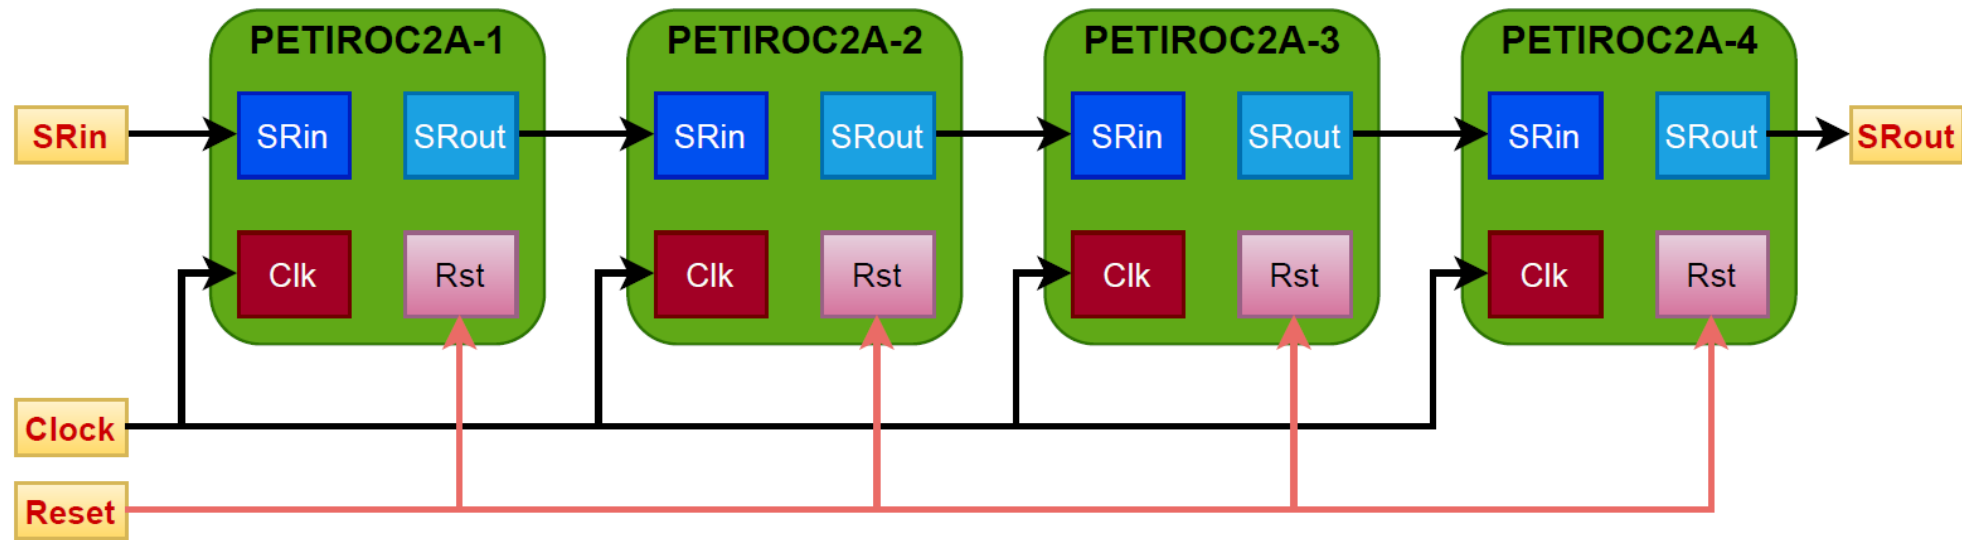 PETIROC2A-1 PETIROC2A-2 PETIROC2A-3 PETIROC2A-4
SRin SRin SRout SRin SRout SRin SRout SRin SRout SRout
Clk Rst Clk Rst Clk Rst Clk Rst
Clock
Reset